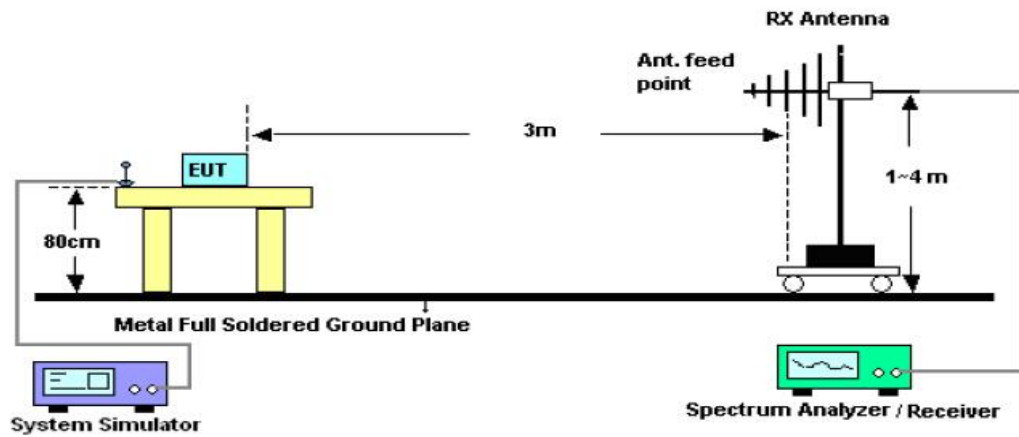 RX Antenna
Ant. feed
point
3m
EUT
1~4 m
80cm
Metal Full Soldered Ground Plane
System Simulator
Spectrum Analyzer / Receiver